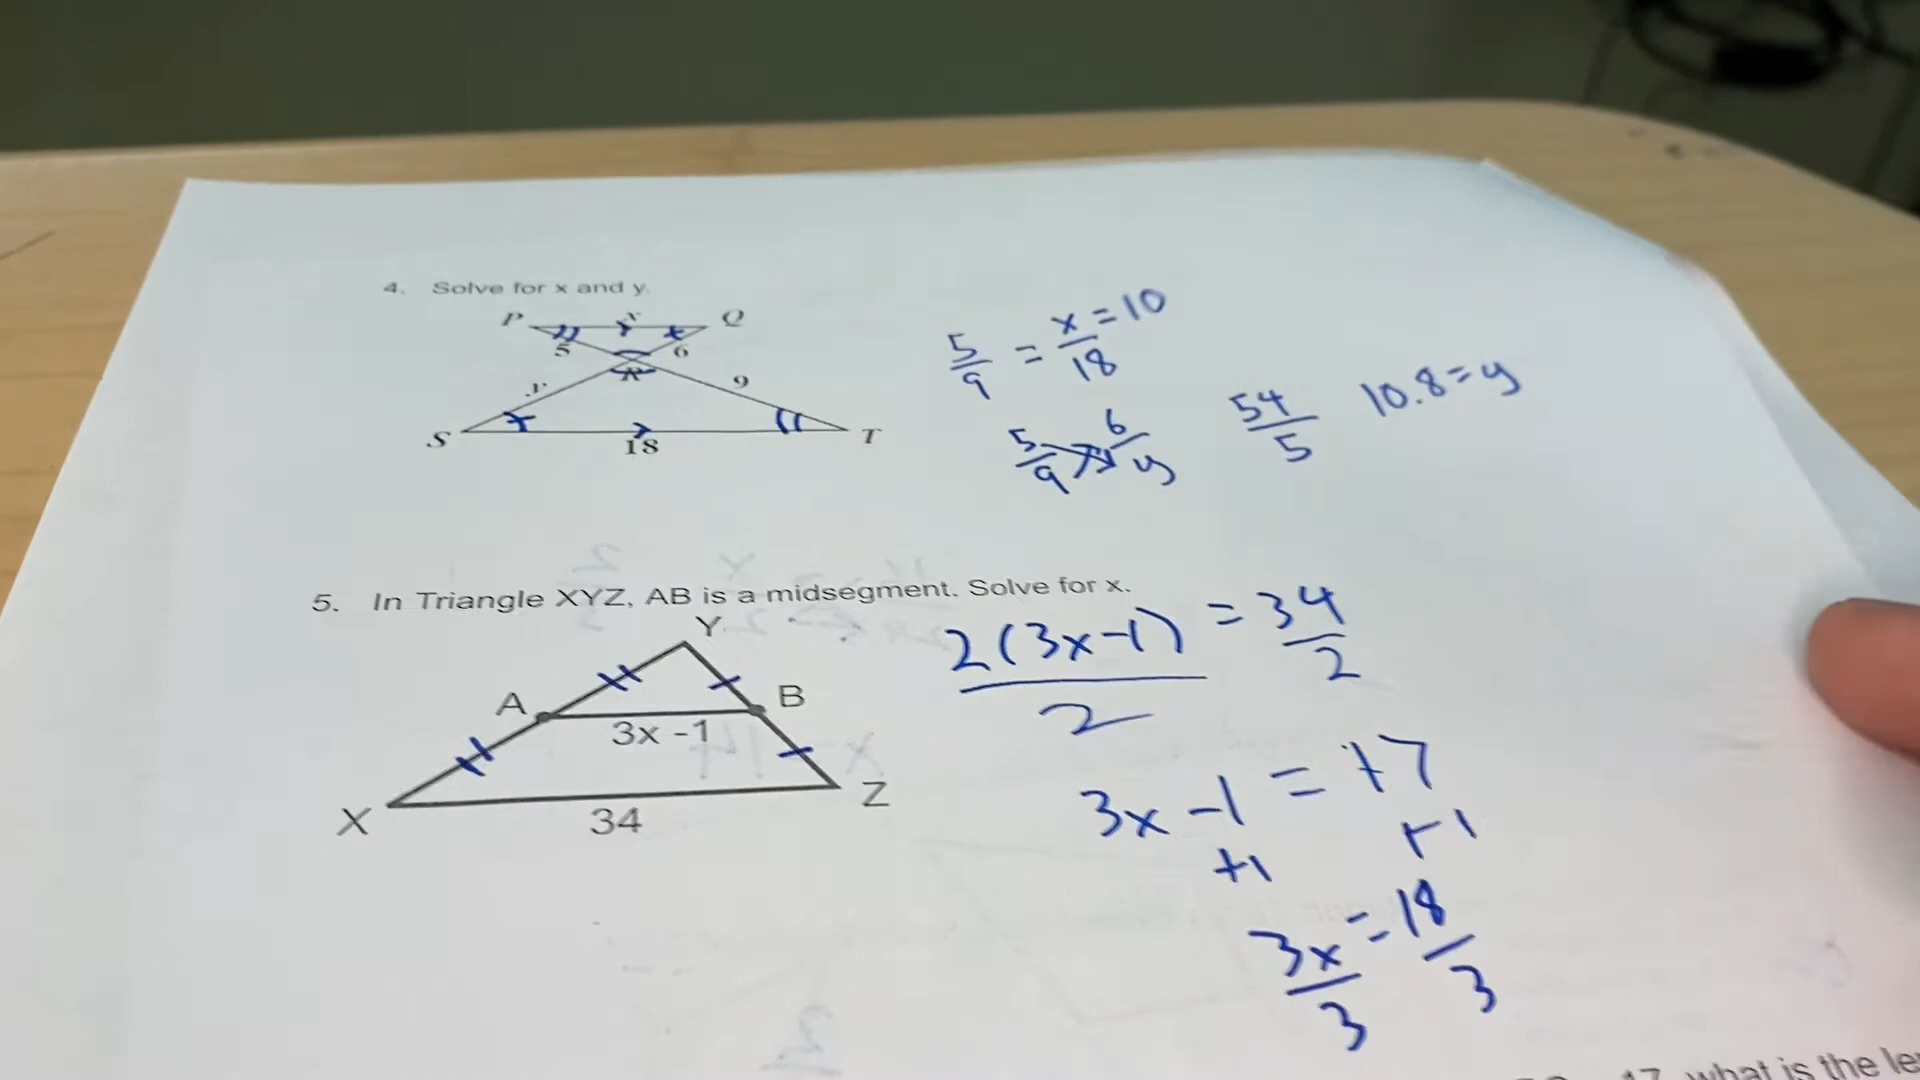 4. Solve for x and y.
P x Q
5 6
R
y 9
S 18 T
5/9 = x/18 = 10
5/9 6/y 54/5 10.8=y
5. In Triangle XYZ, AB is a midsegment. Solve for x.
Y
A B
3x -1
X Z
34
2(3x-1)/2 = 34/2
3x -1 = 17
+1 +1
3x/3 = 18/3
17, what is the le